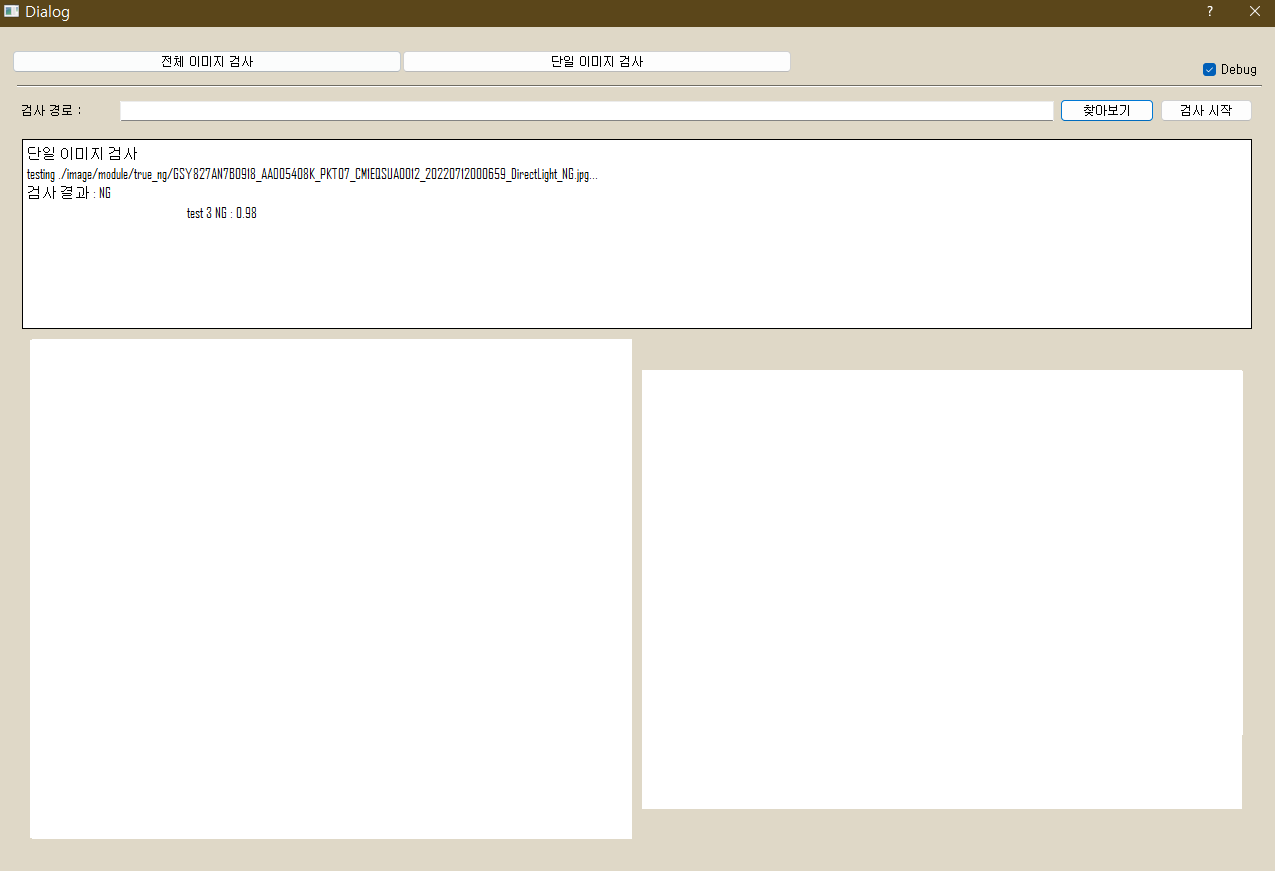 Dialog
?
전체 이미지 검사
단일 이미지 검사
Debug
검사 경로 :
찾아보기
검사 시작
단일 이미지 검사
testing ./image/module/true_ng/GSY827AN7B0918_AA005408K_PKT07_CM1EQSUA0012_20220712000659_DirectLight_NG.jpg...
검사 결과 : NG
test 3 NG : 0.98